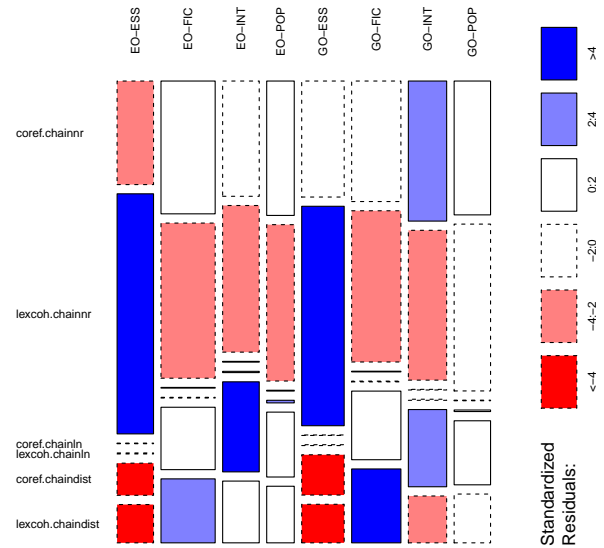 EO−ESS
EO−FIC
EO−INT
EO−POP
GO−ESS
GO−FIC
GO−INT
GO−POP
coref.chainnr
lexcoh.chainnr
coref.chainln
lexcoh.chainln
coref.chaindist
lexcoh.chaindist
>4
2:4
0:2
−2:0
−4:−2
<−4
Standardized
Residuals: